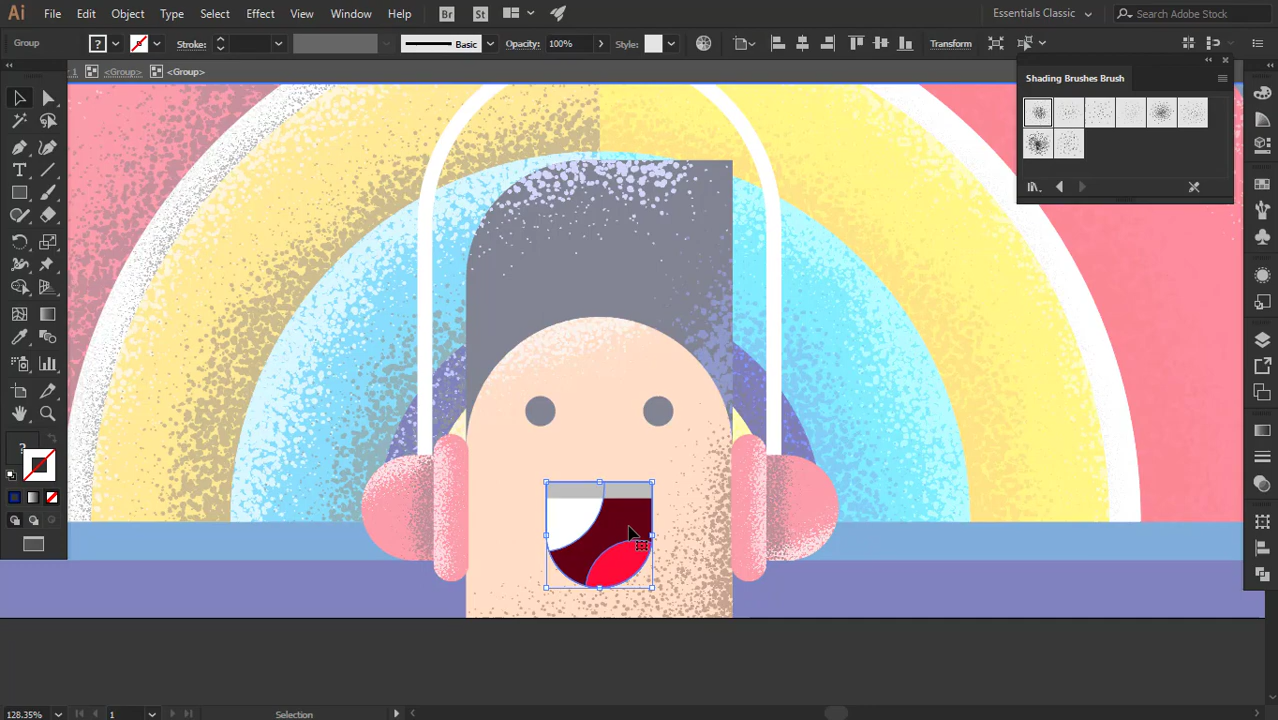 Ai File Edit Object Type Select Effect View Window Help Br St Essentials Classic Search Adobe Stock
Group ? Stroke: Basic Opacity: 100% Style: Transform
1 <Group> <Group>
Shading Brushes Brush
T
?
128.35% 1 Selection